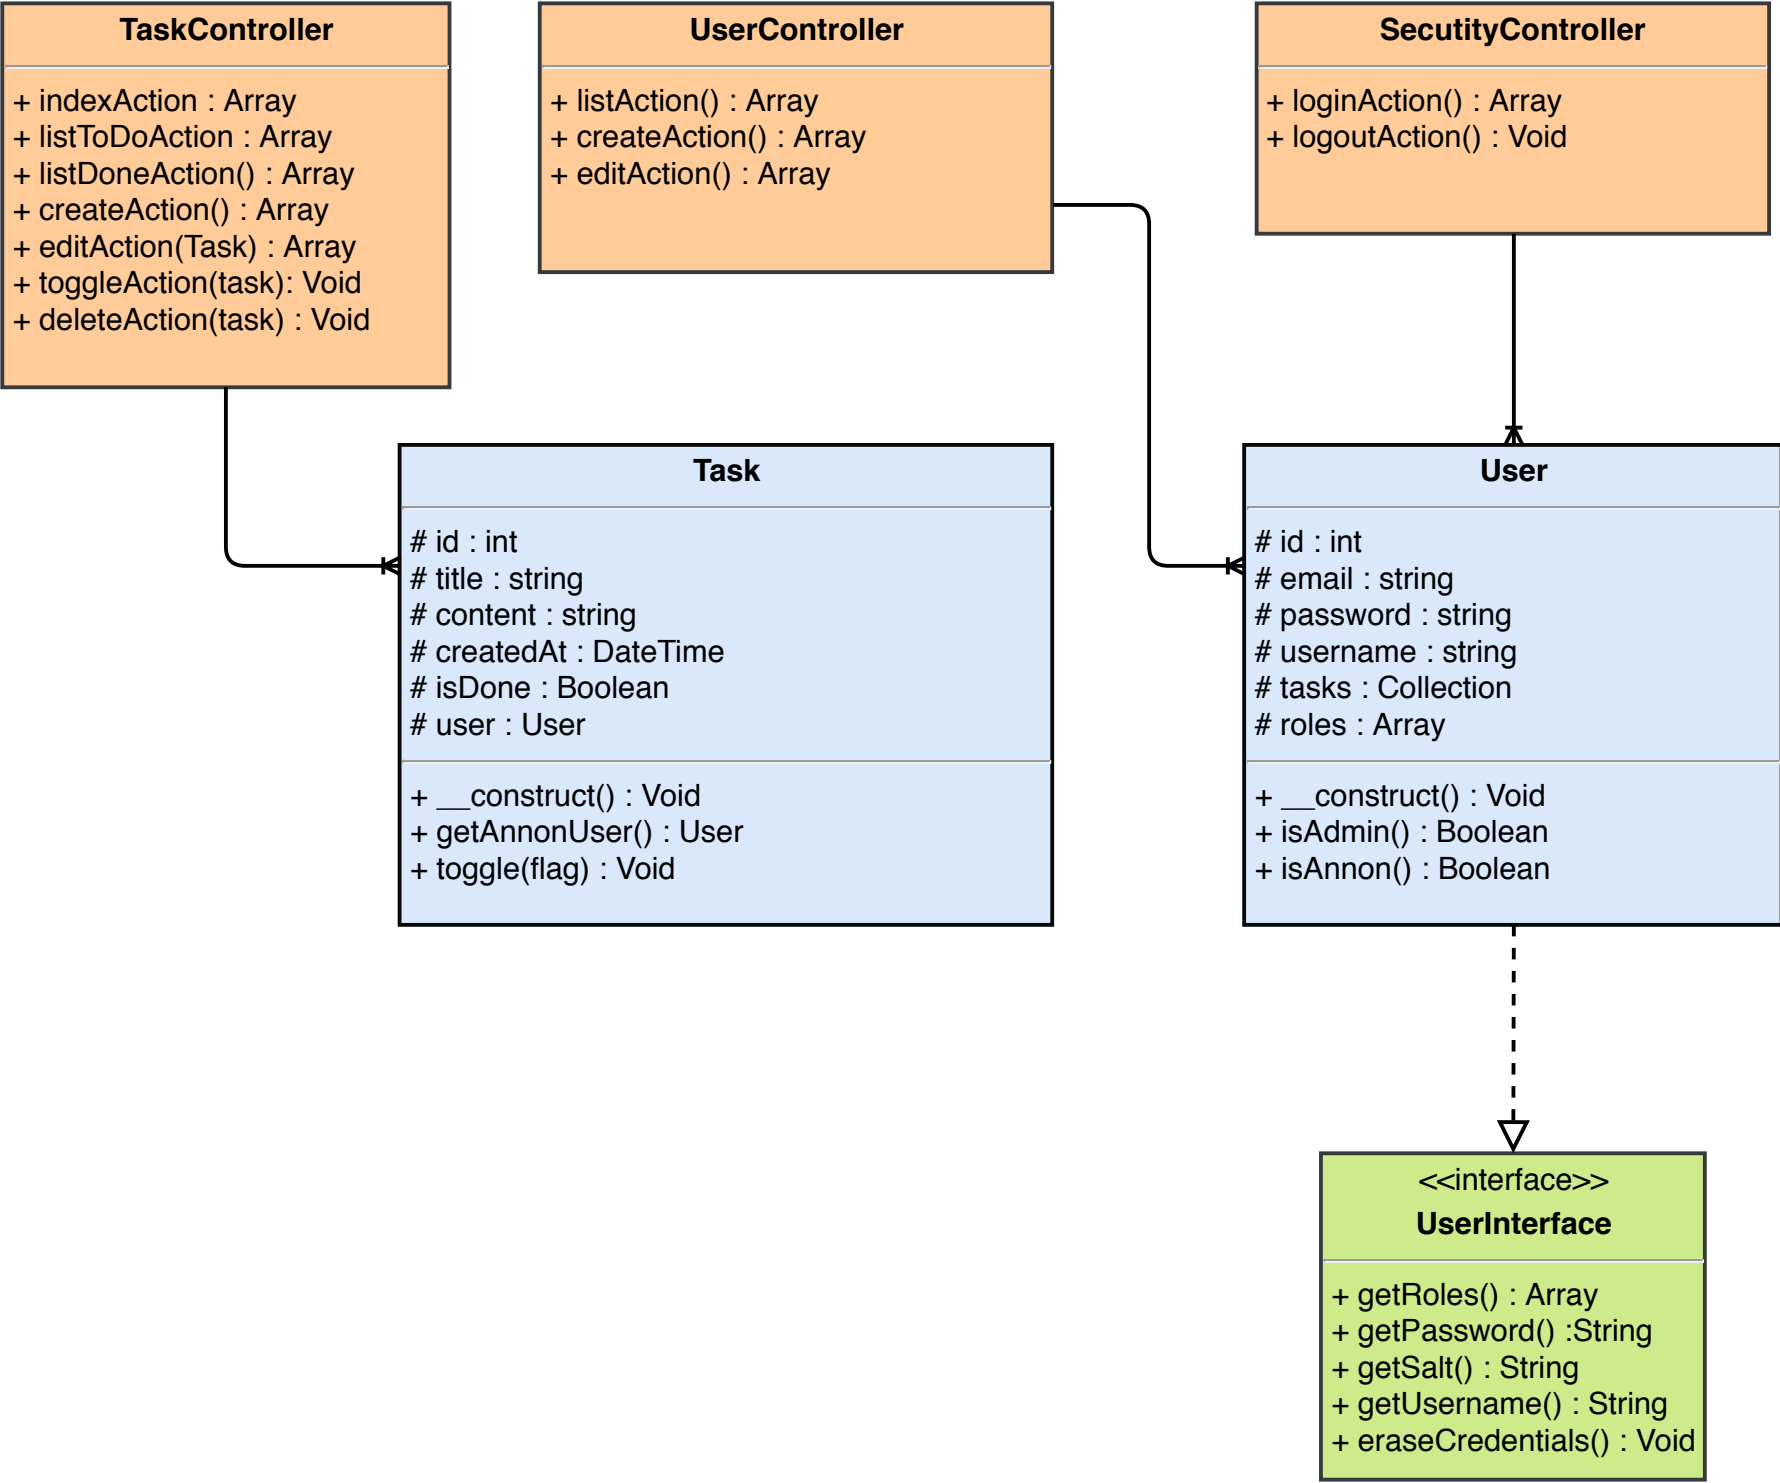 TaskController
+ indexAction : Array
+ listToDoAction : Array
+ listDoneAction() : Array
+ createAction() : Array
+ editAction(Task) : Array
+ toggleAction(task): Void
+ deleteAction(task) : Void
UserController
+ listAction() : Array
+ createAction() : Array
+ editAction() : Array
SecutityController
+ loginAction() : Array
+ logoutAction() : Void
Task
# id : int
# title : string
# content : string
# createdAt : DateTime
# isDone : Boolean
# user : User
+ __construct() : Void
+ getAnnonUser() : User
+ toggle(flag) : Void
User
# id : int
# email : string
# password : string
# username : string
# tasks : Collection
# roles : Array
+ __construct() : Void
+ isAdmin() : Boolean
+ isAnnon() : Boolean
<<interface>>
UserInterface
+ getRoles() : Array
+ getPassword() :String
+ getSalt() : String
+ getUsername() : String
+ eraseCredentials() : Void